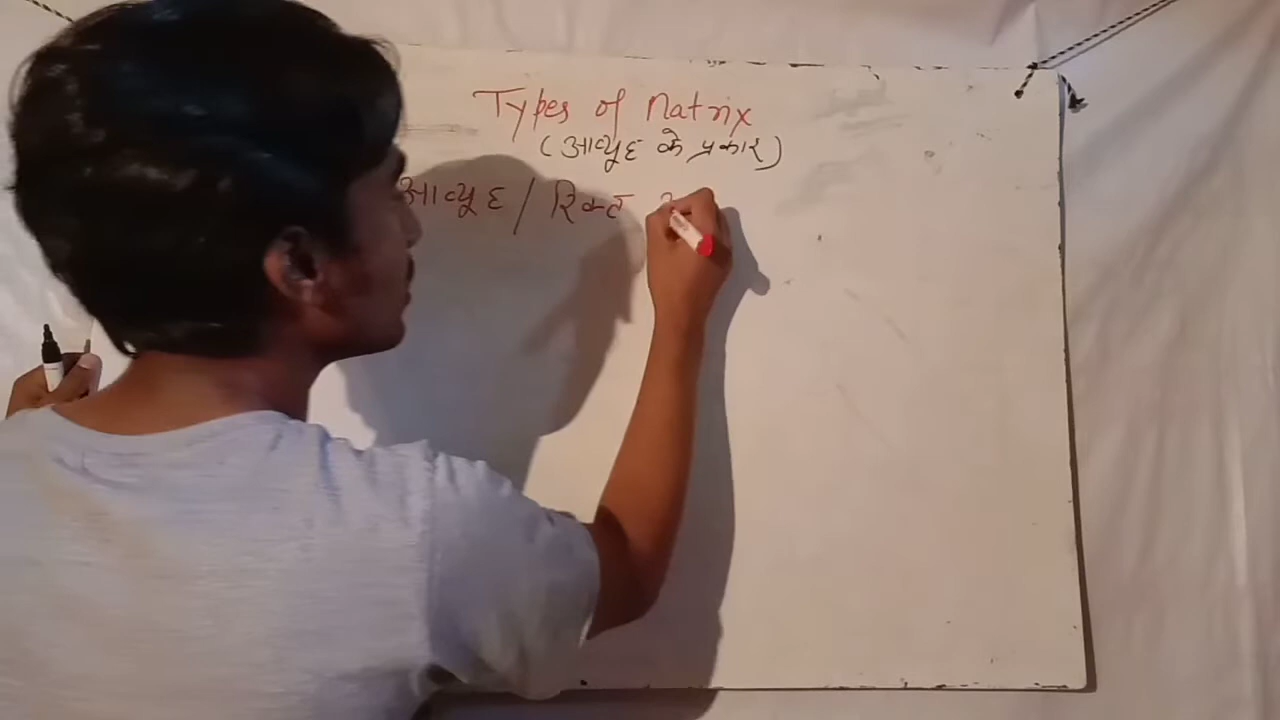 Types of Matrix
(आव्यूह के प्रकार)
आव्यूह / रिक्त